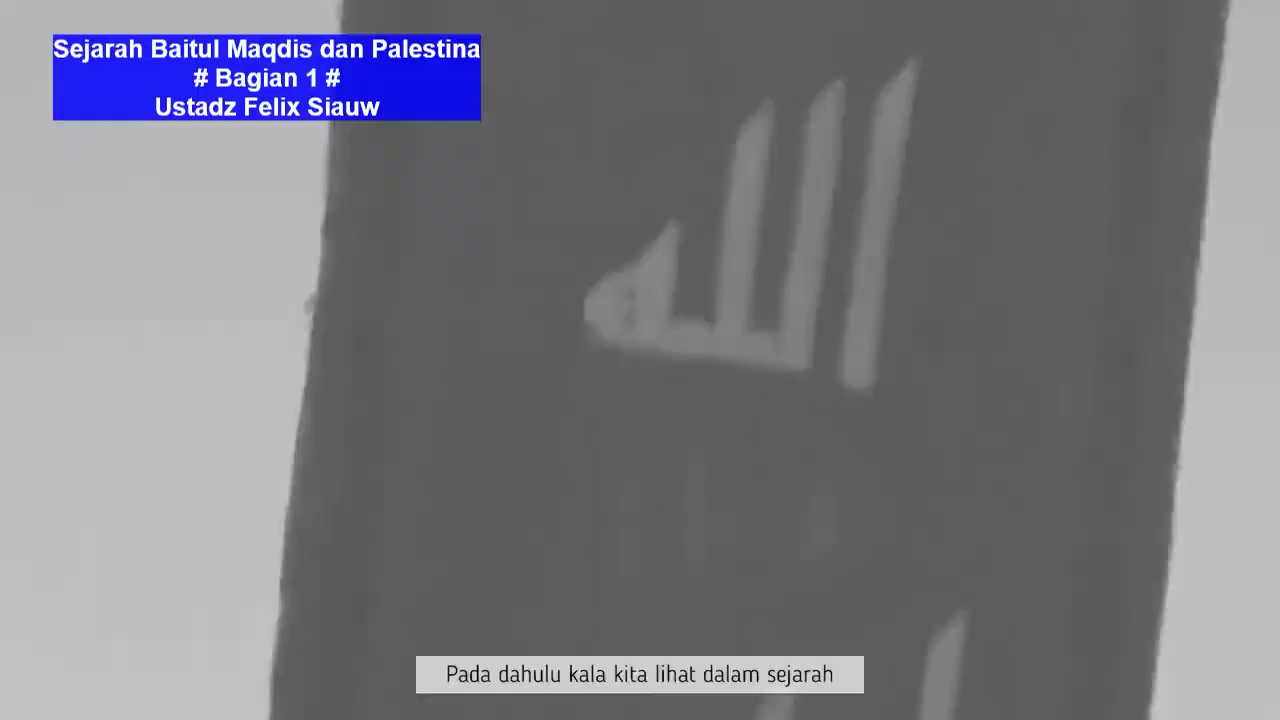 Sejarah Baitul Maqdis dan Palestina
# Bagian 1 #
Ustadz Felix Siauw
الله
Pada dahulu kala kita lihat dalam sejarah